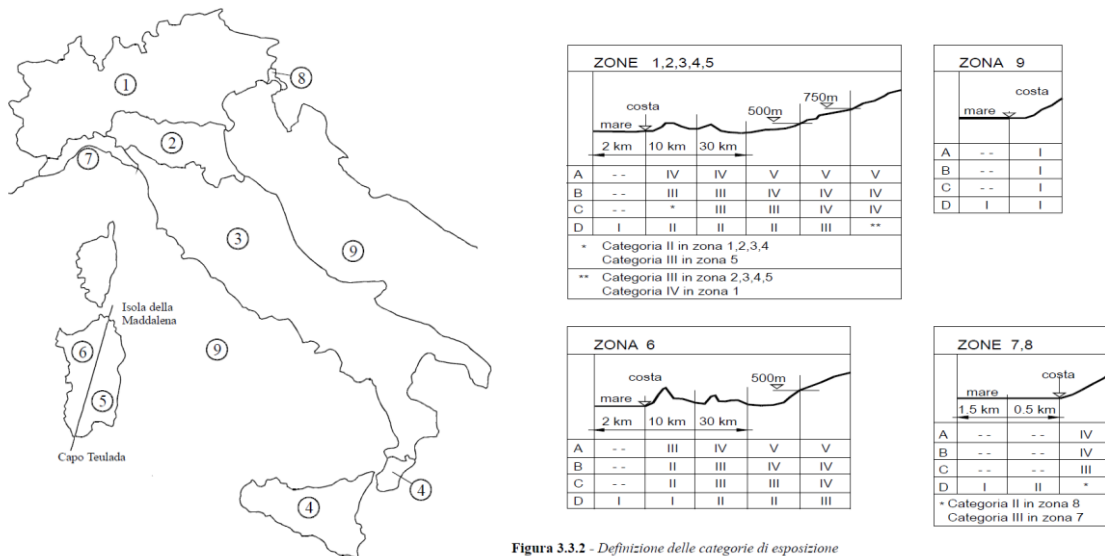 1
8
2
7
3
9
Isola della
Maddalena
6
9
5
Capo Teulada
4
4
ZONE 1,2,3,4,5
costa
mare
500m
750m
2 km 10 km 30 km
A -- IV IV V V V
B -- III III IV IV IV
C -- * III III IV IV
D I II II II III **
* Categoria II in zona 1,2,3,4
Categoria III in zona 5
** Categoria III in zona 2,3,4,5
Categoria IV in zona 1
ZONA 9
costa
mare
A -- I
B -- I
C -- I
D I I
ZONA 6
costa
mare
500m
2 km 10 km 30 km
A -- III IV V V
B -- II III IV IV
C -- II III III IV
D I I II II III
ZONE 7,8
costa
mare
1.5 km 0.5 km
A -- -- IV
B -- -- IV
C -- -- III
D I II *
* Categoria II in zona 8
Categoria III in zona 7
Figura 3.3.2 - Definizione delle categorie di esposizione